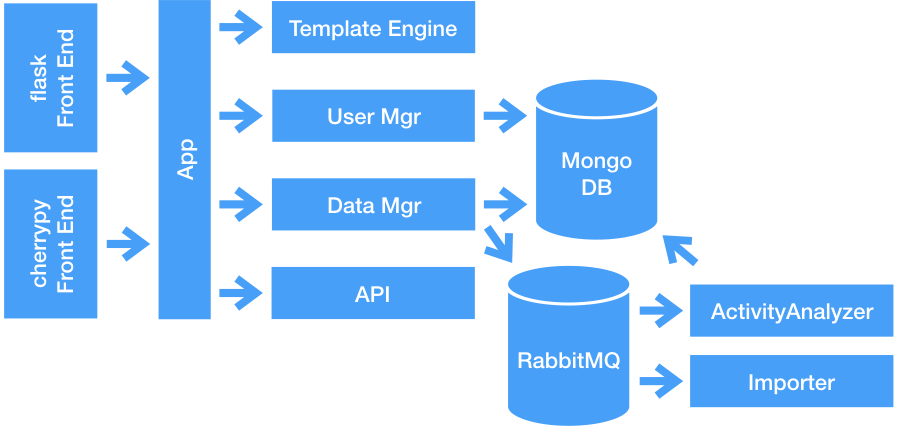 flask
Front End
cherrypy
Front End
App
Template Engine
User Mgr
Data Mgr
API
Mongo
DB
RabbitMQ
ActivityAnalyzer
Importer